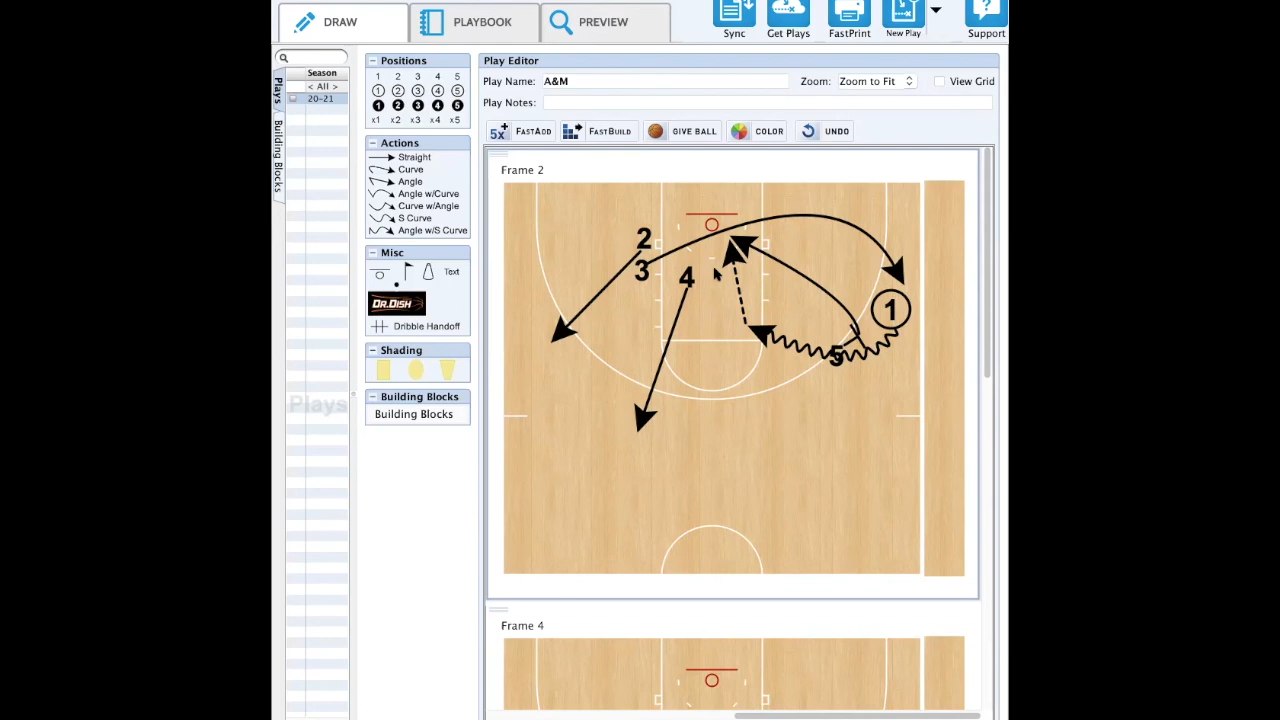 DRAW
PLAYBOOK
PREVIEW
Sync
Get Plays
FastPrint
New Play
Support
Plays
Building Blocks
Season
< All >
20-21
Plays
Positions
1 2 3 4 5
1 2 3 4 5
1 2 3 4 5
x1 x2 x3 x4 x5
Actions
Straight
Curve
Angle
Angle w/Curve
Curve w/Angle
S Curve
Angle w/S Curve
Misc
Text
DR.DISH
Dribble Handoff
Shading
Building Blocks
Building Blocks
Play Editor
Play Name: A&M
Zoom: Zoom to Fit
View Grid
Play Notes:
5x FASTADD
FASTBUILD
GIVE BALL
COLOR
UNDO
Frame 2
2
3
4
1
5
Frame 4